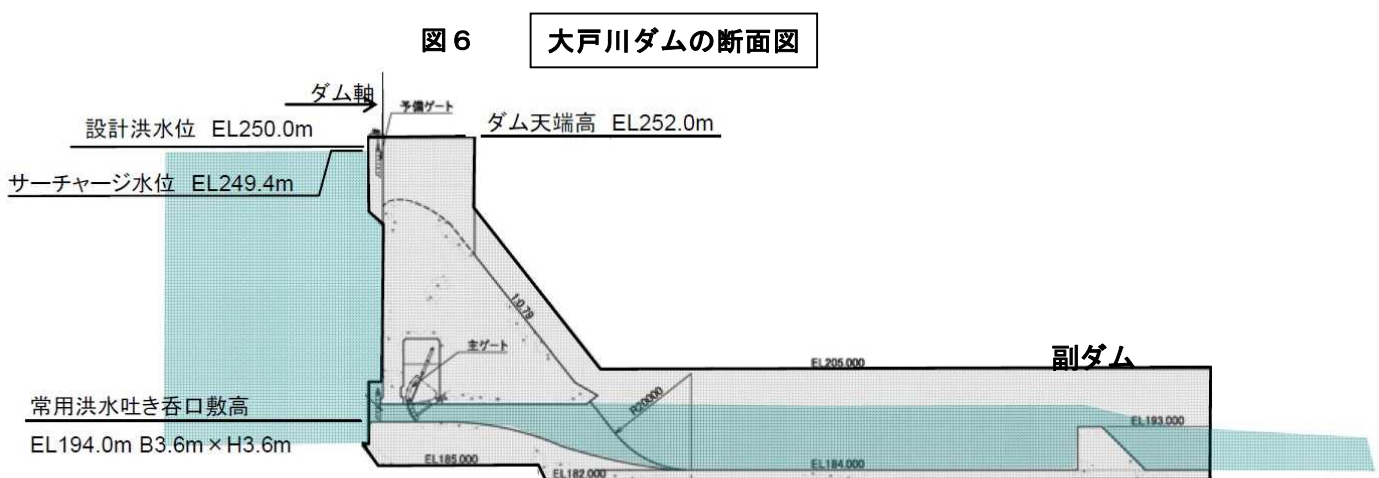 図6 大戸川ダムの断面図
ダム軸
予備ゲート
設計洪水位 EL250.0m
ダム天端高 EL252.0m
サーチャージ水位 EL249.4m
1:0.79
主ゲート
EL205.000
副ダム
R20000
常用洪水吐き呑口敷高
EL194.0m B3.6m×H3.6m
EL193.000
EL185.000
EL184.000
EL182.000